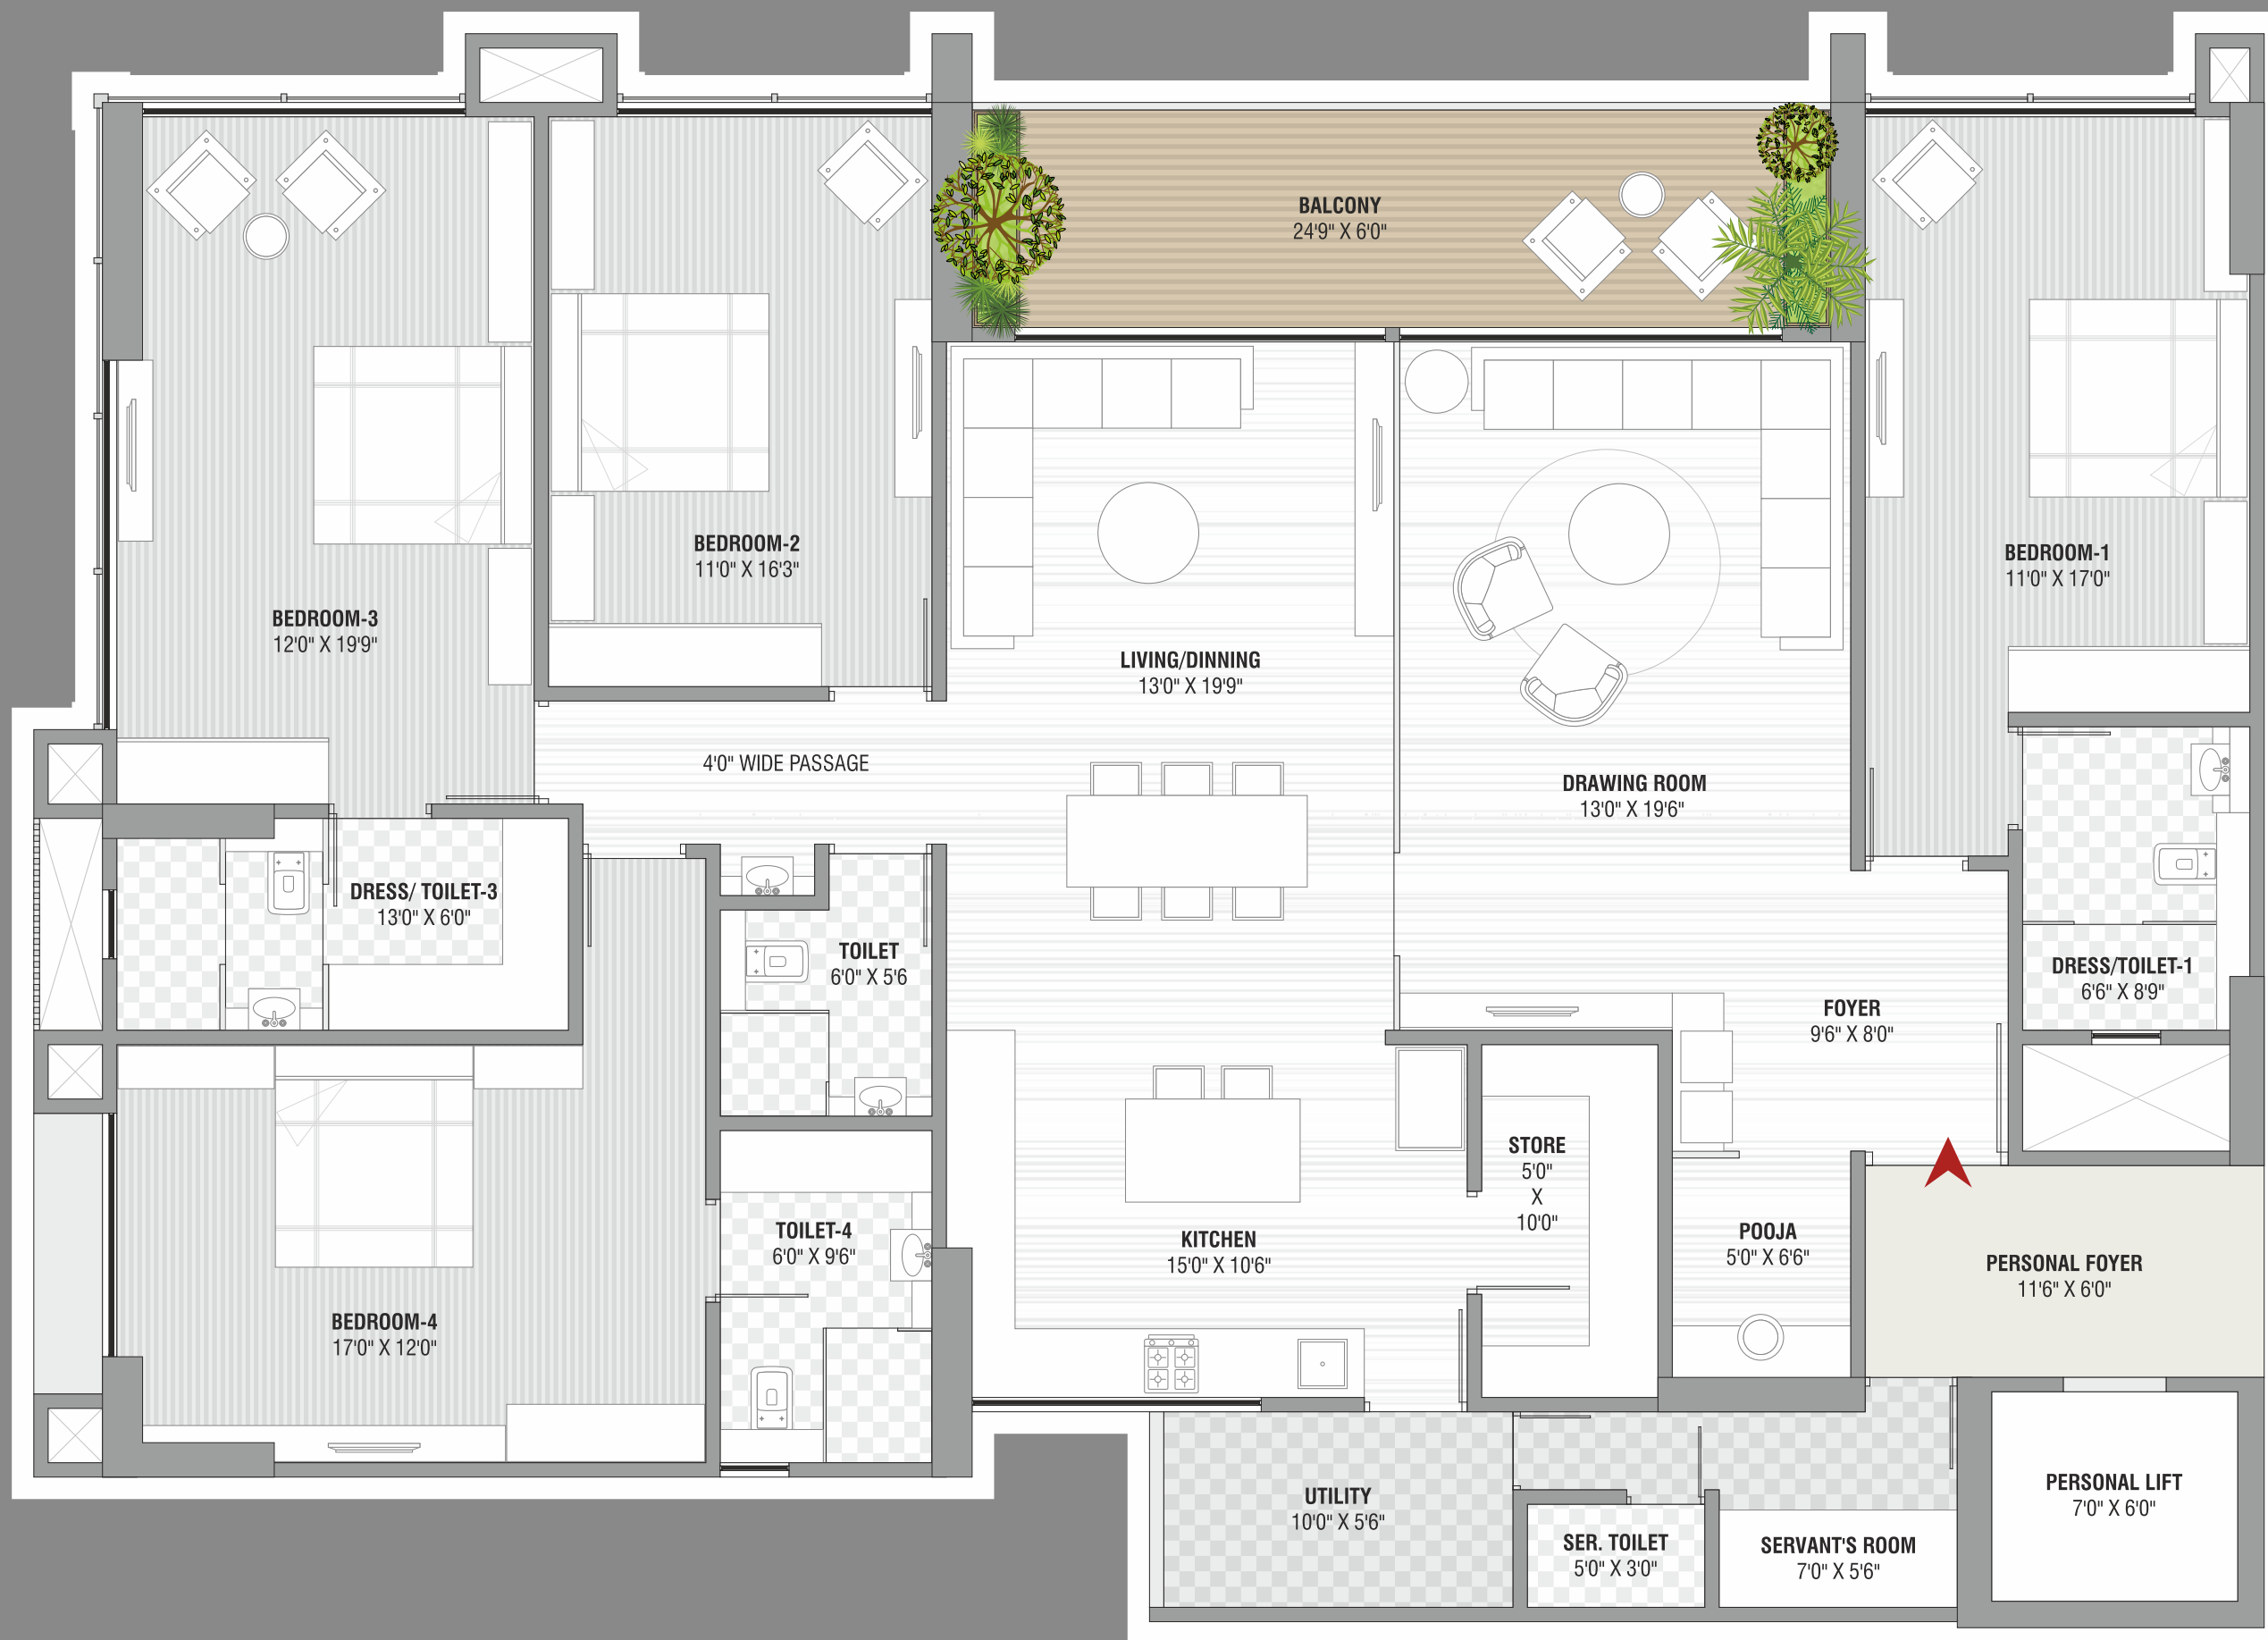 BALCONY
24'9" X 6'0"
BEDROOM-2
11'0" X 16'3"
BEDROOM-1
11'0" X 17'0"
BEDROOM-3
12'0" X 19'9"
LIVING/DINNING
13'0" X 19'9"
4'0" WIDE PASSAGE
DRAWING ROOM
13'0" X 19'6"
DRESS/ TOILET-3
13'0" X 6'0"
TOILET
6'0" X 5'6
DRESS/TOILET-1
6'6" X 8'9"
FOYER
9'6" X 8'0"
STORE
5'0"
X
10'0"
TOILET-4
6'0" X 9'6"
KITCHEN
15'0" X 10'6"
POOJA
5'0" X 6'6"
PERSONAL FOYER
11'6" X 6'0"
BEDROOM-4
17'0" X 12'0"
UTILITY
10'0" X 5'6"
SER. TOILET
5'0" X 3'0"
SERVANT'S ROOM
7'0" X 5'6"
PERSONAL LIFT
7'0" X 6'0"